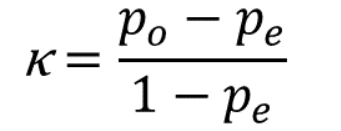 κ = (pₒ − pₑ) / (1 − pₑ)